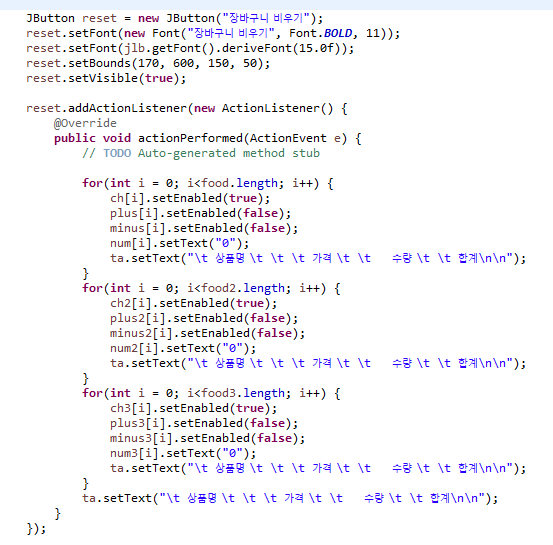 JButton reset = new JButton("장바구니 비우기");
reset.setFont(new Font("장바구니 비우기", Font.BOLD, 11));
reset.setFont(jlb.getFont().deriveFont(15.0f));
reset.setBounds(170, 600, 150, 50);
reset.setVisible(true);

reset.addActionListener(new ActionListener() {
    @Override
    public void actionPerformed(ActionEvent e) {
        // TODO Auto-generated method stub

        for(int i = 0; i<food.length; i++) {
            ch[i].setEnabled(true);
            plus[i].setEnabled(false);
            minus[i].setEnabled(false);
            num[i].setText("0");
            ta.setText("\t 상품명 \t \t \t 가격 \t \t   수량 \t \t 합계\n\n");
        }
        for(int i = 0; i<food2.length; i++) {
            ch2[i].setEnabled(true);
            plus2[i].setEnabled(false);
            minus2[i].setEnabled(false);
            num2[i].setText("0");
            ta.setText("\t 상품명 \t \t \t 가격 \t \t   수량 \t \t 합계\n\n");
        }
        for(int i = 0; i<food3.length; i++) {
            ch3[i].setEnabled(true);
            plus3[i].setEnabled(false);
            minus3[i].setEnabled(false);
            num3[i].setText("0");
            ta.setText("\t 상품명 \t \t \t 가격 \t \t   수량 \t \t 합계\n\n");
        }
        ta.setText("\t 상품명 \t \t \t 가격 \t \t   수량 \t \t 합계\n\n");
    }
});